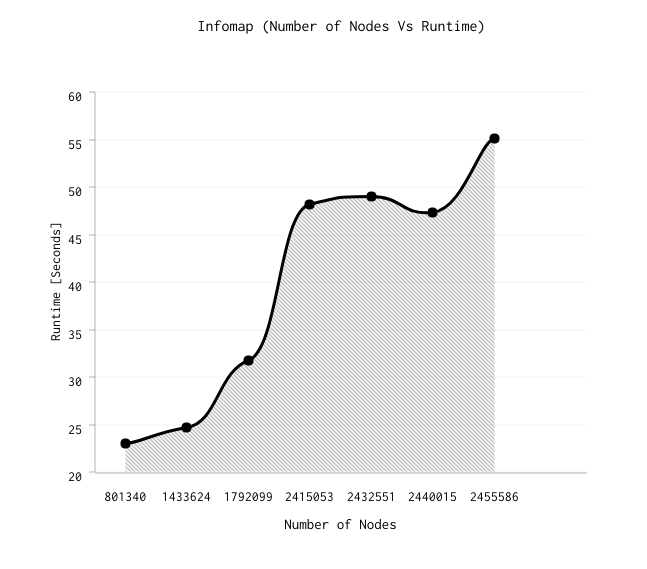 Infomap (Number of Nodes Vs Runtime)
60
55
50
45
40
35
30
25
20
Runtime [Seconds]
801340 1433624 1792099 2415053 2432551 2440015 2455586
Number of Nodes